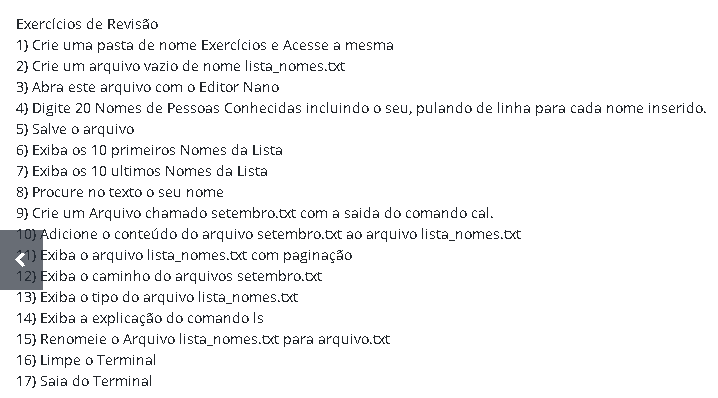 Exercícios de Revisão
1) Crie uma pasta de nome Exercícios e Acesse a mesma
2) Crie um arquivo vazio de nome lista_nomes.txt
3) Abra este arquivo com o Editor Nano
4) Digite 20 Nomes de Pessoas Conhecidas incluindo o seu, pulando de linha para cada nome inserido.
5) Salve o arquivo
6) Exiba os 10 primeiros Nomes da Lista
7) Exiba os 10 ultimos Nomes da Lista
8) Procure no texto o seu nome
9) Crie um Arquivo chamado setembro.txt com a saida do comando cal.
10) Adicione o conteúdo do arquivo setembro.txt ao arquivo lista_nomes.txt
11) Exiba o arquivo lista_nomes.txt com paginação
12) Exiba o caminho do arquivos setembro.txt
13) Exiba o tipo do arquivo lista_nomes.txt
14) Exiba a explicação do comando ls
15) Renomeie o Arquivo lista_nomes.txt para arquivo.txt
16) Limpe o Terminal
17) Saia do Terminal